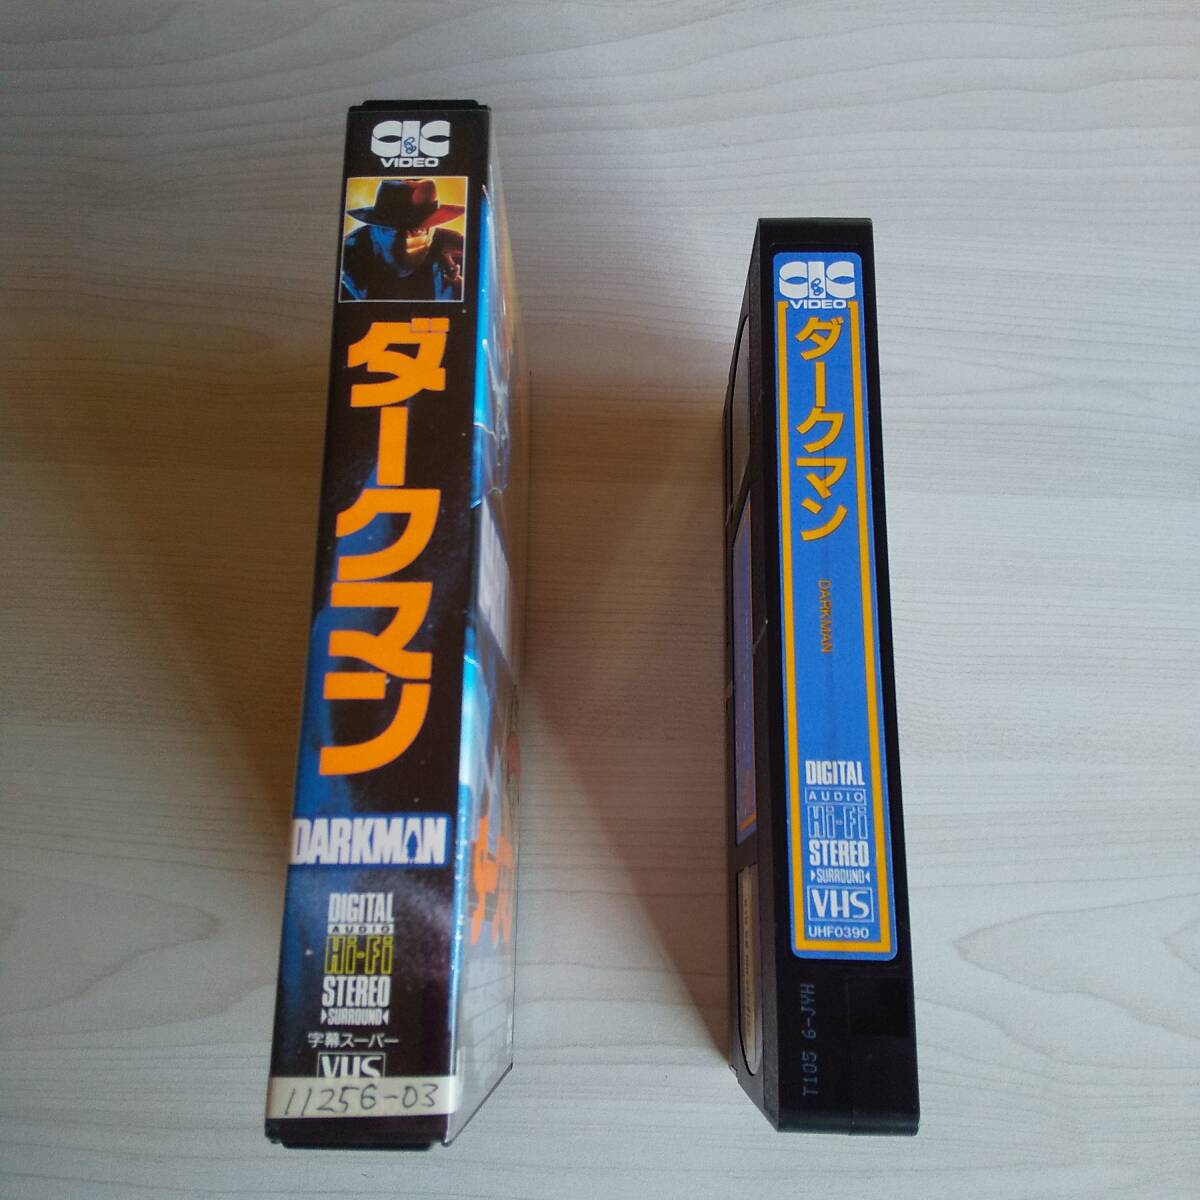 CIC
VIDEO
ダークマン
DARKMAN
DIGITAL
AUDIO
Hi-Fi
STEREO
▶SURROUND◀
字幕スーパー
VHS
11256-03
CIC
VIDEO
ダークマン
DARKMAN
DIGITAL
AUDIO
Hi-Fi
STEREO
▶SURROUND◀
VHS
UHF0390
T105 6-JYH